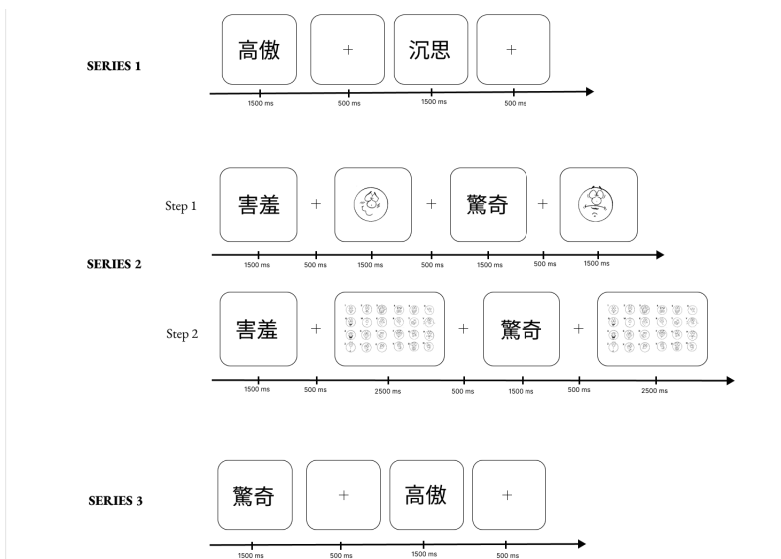 高傲 + 沉思 +
SERIES 1
1500 ms 500 ms 1500 ms 500 ms
Step 1 害羞 + + 驚奇 +
1500 ms 500 ms 1500 ms 500 ms 1500 ms 500 ms 1500 ms
SERIES 2
Step 2 害羞 + + 驚奇 +
1500 ms 500 ms 2500 ms 500 ms 1500 ms 500 ms 2500 ms
SERIES 3 驚奇 + 高傲 +
1500 ms 500 ms 1500 ms 500 ms